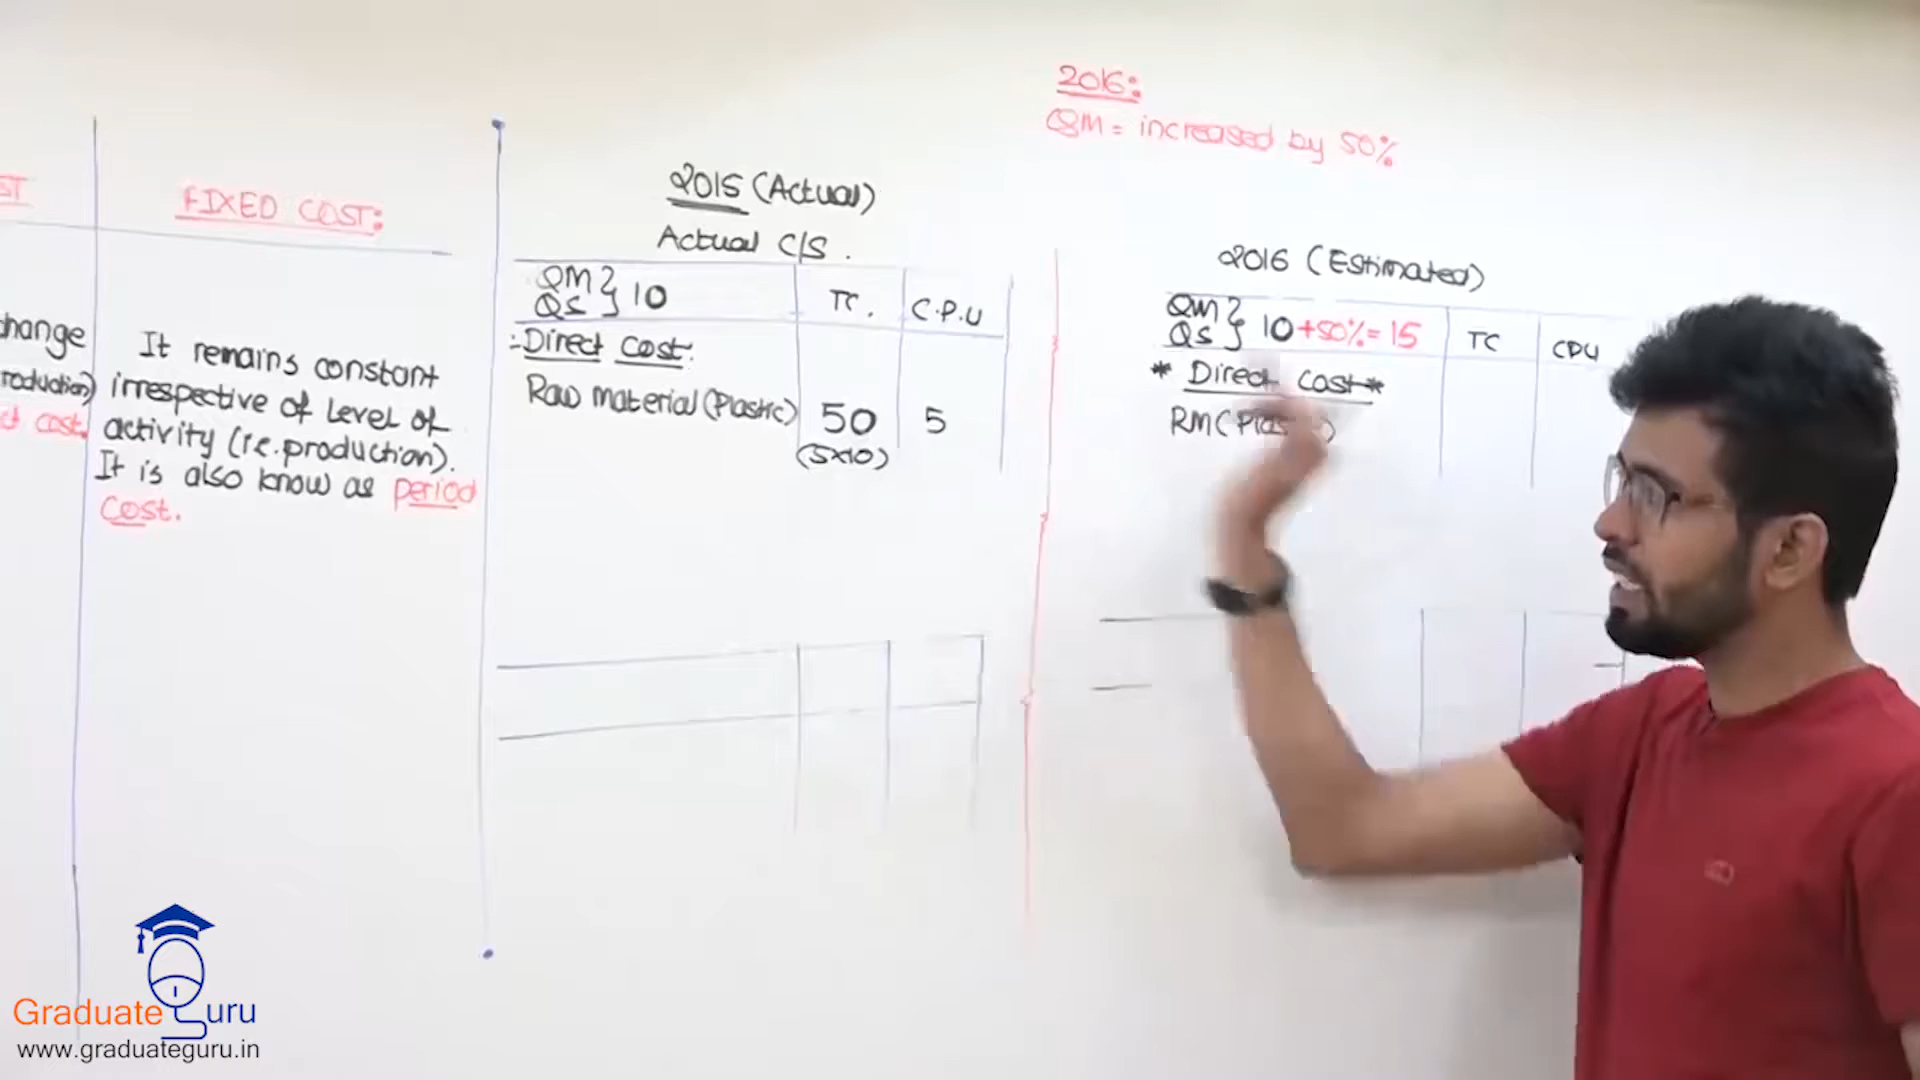 ST
change
roduction)
ct cost.
FIXED COST:
It remains constant
irrespective of Level of
activity (i.e. production).
It is also know as period
Cost.
2015 (Actual)
Actual C/S.
QM
QS } 10
TC.
C.P.U
Direct Cost:
Raw material (Plastic)
50
5
(5x10)
2016:
QM = increased by 50%
2016 (Estimated)
QM
QS } 10 +50% = 15
TC
CPU
* Direct Cost *
RM (Plas
Graduate Guru
www.graduateguru.in